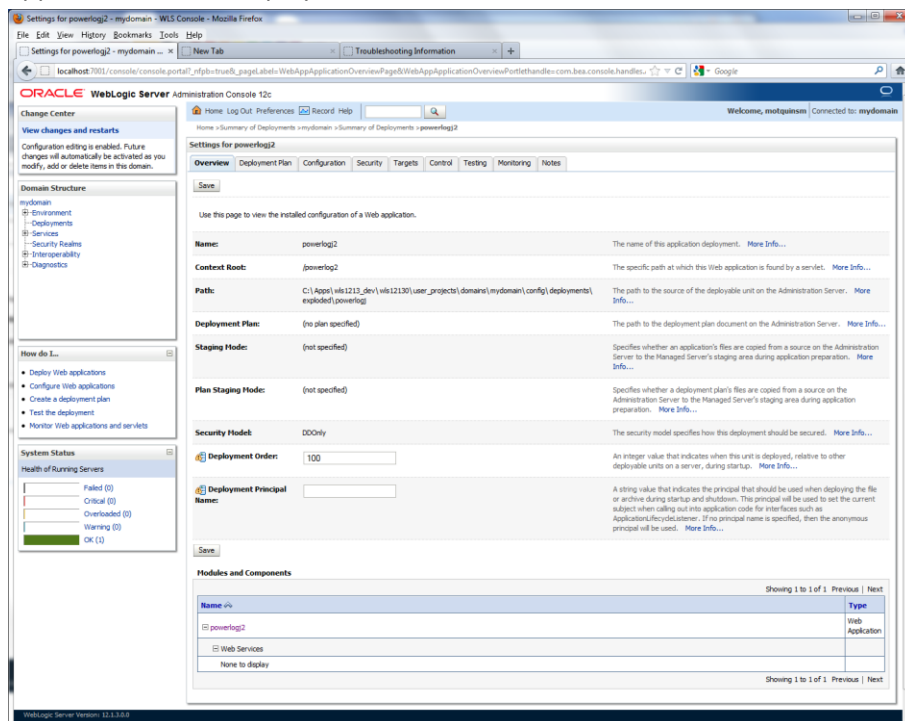 Settings for powerlogj2 - mydomain - WLS Console - Mozilla Firefox
File Edit View History Bookmarks Tools Help
Settings for powerlogj2 - mydomain ... × New Tab × Troubleshooting Information × +
localhost:7001/console/console.portal?_nfpb=true&_pageLabel=WebAppApplicationOverviewPage&WebAppApplicationOverviewPortlethandle=com.bea.console.handles.. Google
ORACLE WebLogic Server Administration Console 12c
Change Center
View changes and restarts
Configuration editing is enabled. Future
changes will automatically be activated as you
modify, add or delete items in this domain.
Domain Structure
mydomain
Environment
Deployments
Services
Security Realms
Interoperability
Diagnostics
How do I...
Deploy Web applications
Configure Web applications
Create a deployment plan
Test the deployment
Monitor Web applications and servlets
System Status
Health of Running Servers
Failed (0)
Critical (0)
Overloaded (0)
Warning (0)
OK (1)
Home Log Out Preferences Record Help
Welcome, motquinsm Connected to: mydomain
Home >Summary of Deployments >mydomain >Summary of Deployments >powerlogj2
Settings for powerlogj2
Overview Deployment Plan Configuration Security Targets Control Testing Monitoring Notes
Save
Use this page to view the installed configuration of a Web application.
Name: powerlogj2 The name of this application deployment. More Info...
Context Root: /powerlog2 The specific path at which this Web application is found by a servlet. More Info...
Path: C:\Apps\wls1213_dev\wls12130\user_projects\domains\mydomain\config\deployments\ The path to the source of the deployable unit on the Administration Server. More
exploded\powerlogj Info...
Deployment Plan: (no plan specified) The path to the deployment plan document on the Administration Server. More Info...
Staging Mode: (not specified) Specifies whether an application's files are copied from a source on the Administration
Server to the Managed Server's staging area during application preparation. More
Info...
Plan Staging Mode: (not specified) Specifies whether a deployment plan's files are copied from a source on the
Administration Server to the Managed Server's staging area during application
preparation. More Info...
Security Model: DDOnly The security model specifies how this deployment should be secured. More Info...
Deployment Order: 100 An integer value that indicates when this unit is deployed, relative to other
deployable units on a server, during startup. More Info...
Deployment Principal A string value that indicates the principal that should be used when deploying the file
Name: or archive during startup and shutdown. This principal will be used to set the current
subject when calling out into application code for interfaces such as
ApplicationLifecycleListener. If no principal name is specified, then the anonymous
principal will be used. More Info...
Save
Modules and Components
Showing 1 to 1 of 1 Previous | Next
Name Type
powerlogj2 Web
Application
Web Services
None to display
Showing 1 to 1 of 1 Previous | Next
WebLogic Server Version: 12.1.3.0.0